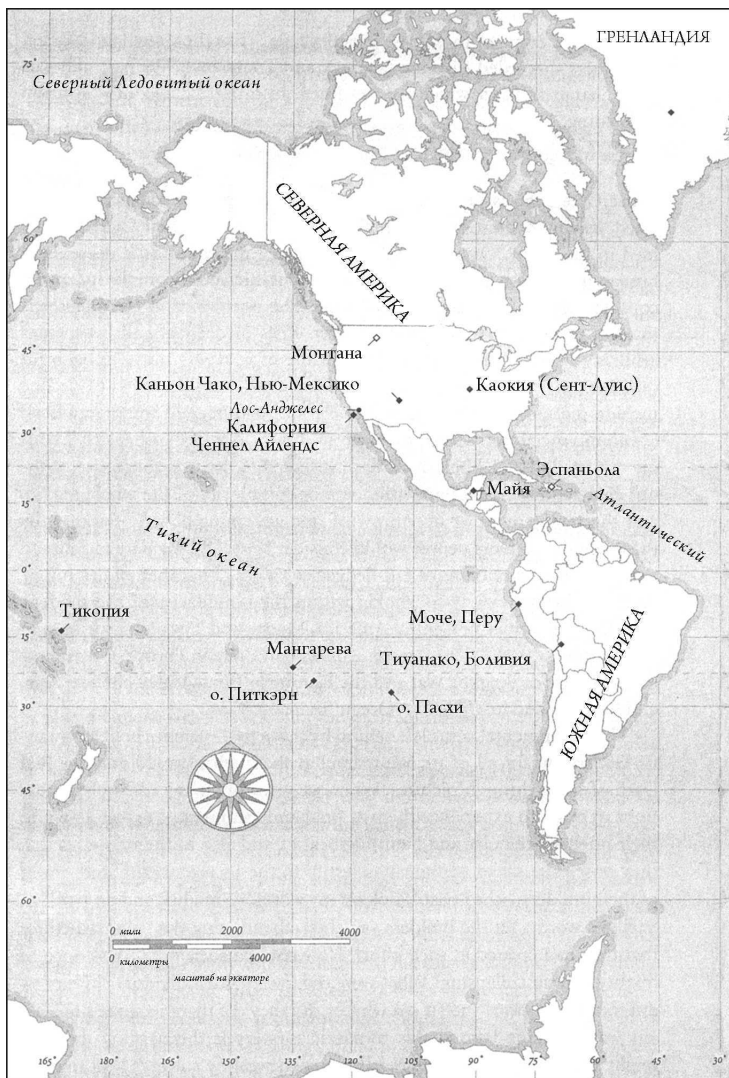 ГРЕНЛАНДИЯ
75°
Северный Ледовитый океан
60°
СЕВЕРНАЯ АМЕРИКА
45°
Монтана
Каньон Чако, Нью-Мексико
Каокия (Сент-Луис)
Лос-Анджелес
Калифорния
Ченнел Айлендс
30°
Эспаньола
Майя
15°
Атлантический
Тихий океан
0°
Тикопия
Моче, Перу
15°
Мангарева
Тиуанако, Боливия
о. Питкэрн
о. Пасхи
30°
ЮЖНАЯ АМЕРИКА
45°
60°
0 мили 2000 4000
0 4000
километры
масштаб на экваторе
165° 165° 150° 135° 120° 105° 90° 75° 60° 45° 30°